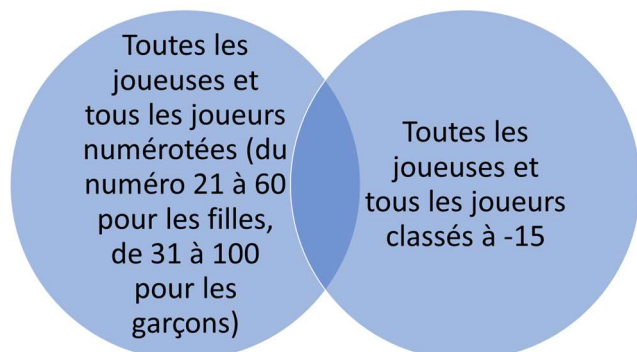 Toutes les
joueuses et
tous les joueurs
numérotées (du
numéro 21 à 60
pour les filles,
de 31 à 100
pour les
garçons)
Toutes les
joueuses et
tous les joueurs
classés à -15